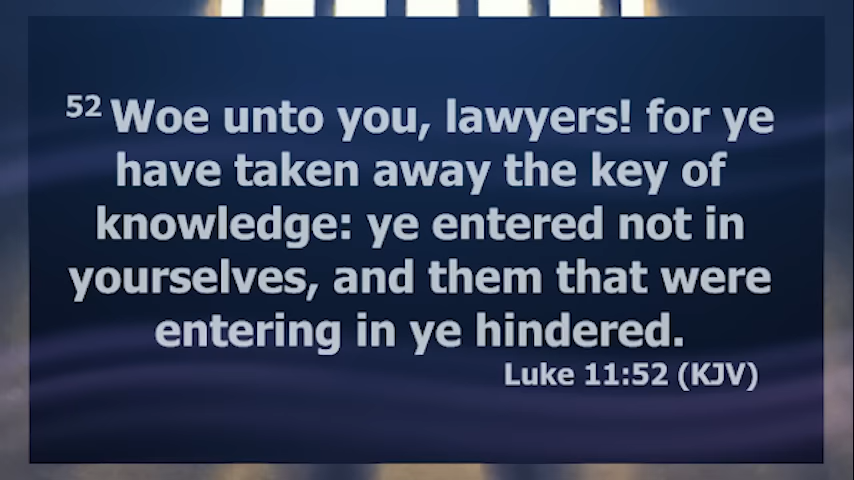 52 Woe unto you, lawyers! for ye
have taken away the key of
knowledge: ye entered not in
yourselves, and them that were
entering in ye hindered.
Luke 11:52 (KJV)